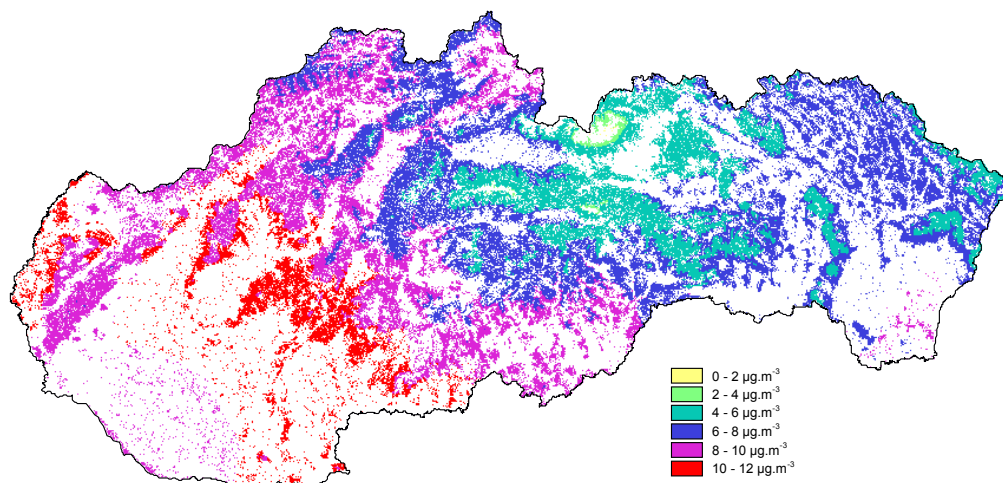 0 - 2 µg.m⁻³
2 - 4 µg.m⁻³
4 - 6 µg.m⁻³
6 - 8 µg.m⁻³
8 - 10 µg.m⁻³
10 - 12 µg.m⁻³